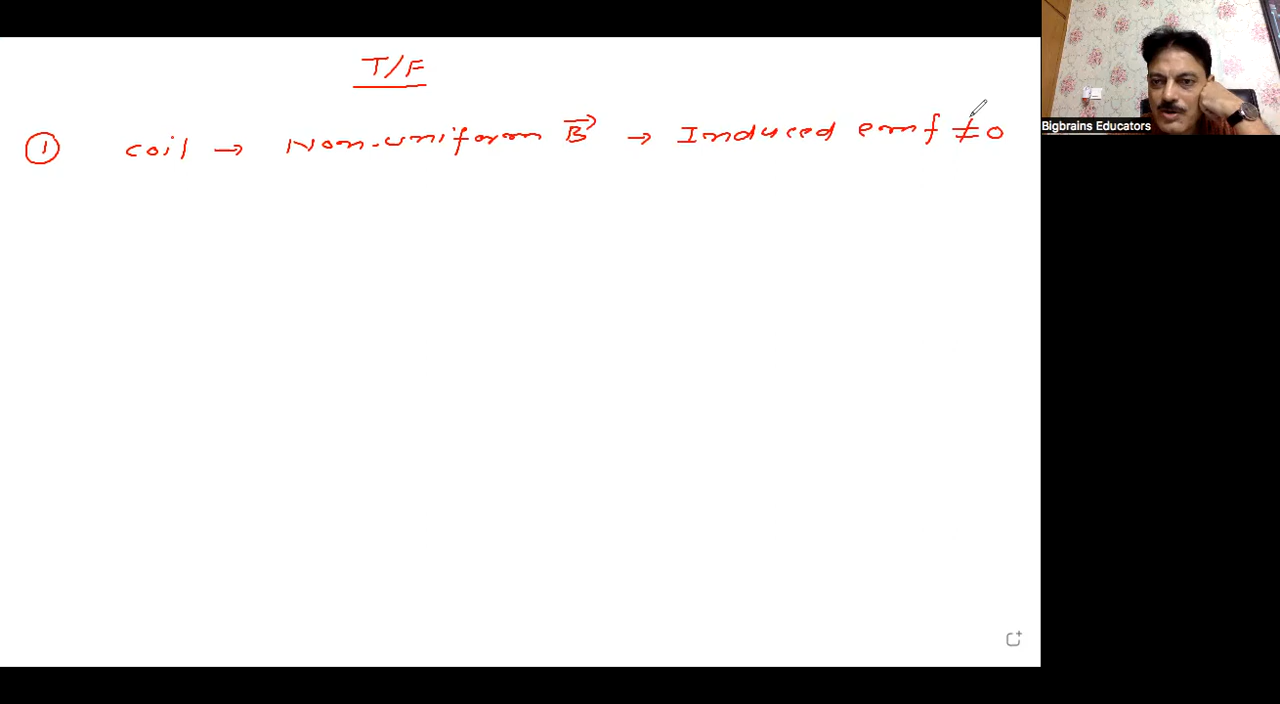 T/F
① coil → Non-uniform B⃗ → Induced emf ≠ 0
Bigbrains Educators